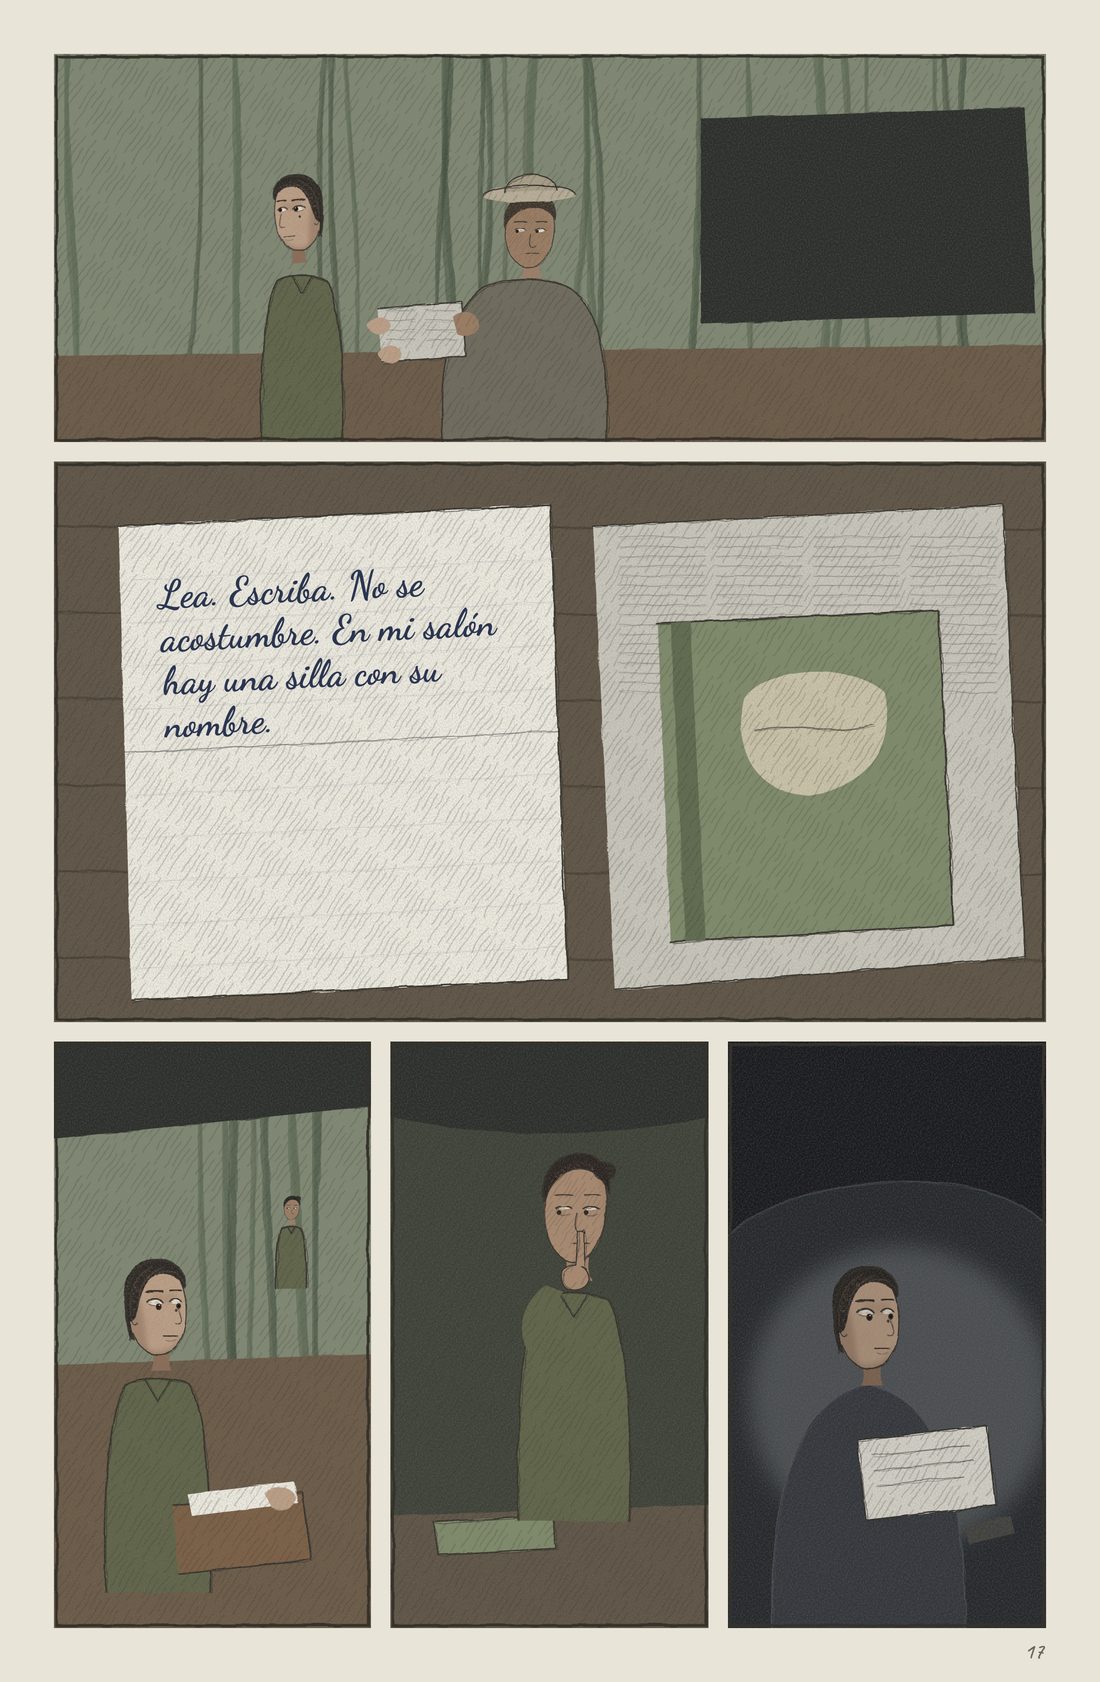 Lea. Escriba. No se
acostumbre. En mi salón
hay una silla con su
nombre.
17